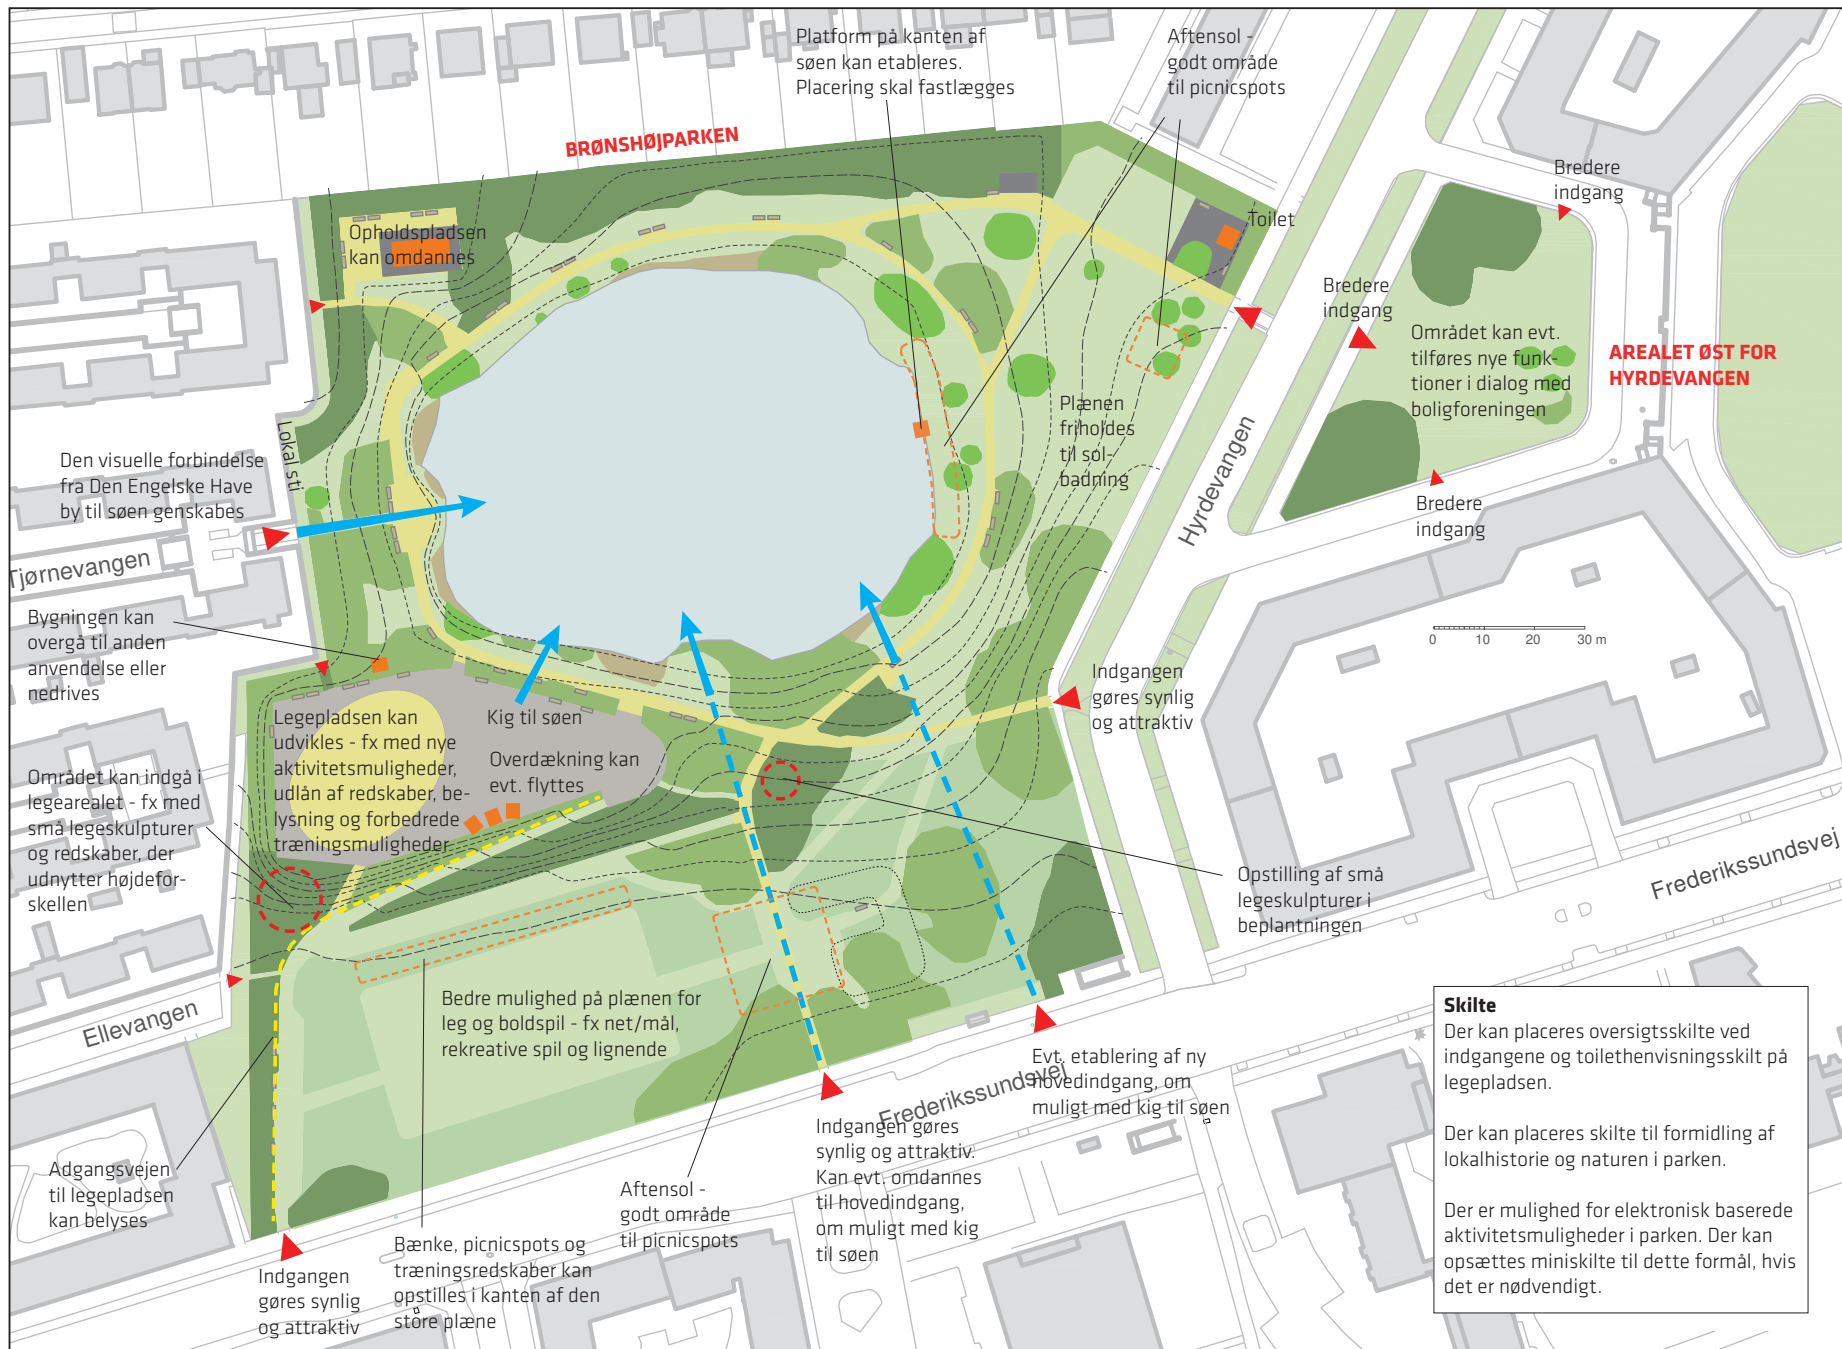 Platform på kanten af
søen kan etableres.
Placering skal fastlægges
Aftensol -
godt område
til picnicspots
BRØNSHØJPARKEN
Bredere
indgang
Toilet
Opholdspladsen
kan omdannes
Bredere
indgang
Området kan evt.
tilføres nye funk-
tioner i dialog med
boligforeningen
AREALET ØST FOR
HYRDEVANGEN
Plænen
friholdes
til sol-
badning
Lokal sti
Hyrdevangen
Den visuelle forbindelse
fra Den Engelske Have
by til søen genskabes
Bredere
indgang
Tjørnevangen
Bygningen kan
overgå til anden
anvendelse eller
nedrives
0 10 20 30 m
Indgangen
gøres synlig
og attraktiv
Legepladsen kan
udvikles - fx med nye
aktivitetsmuligheder,
udlån af redskaber, be-
lysning og forbedrede
træningsmuligheder
Kig til søen
Overdækning kan
evt. flyttes
Området kan indgå i
legearealet - fx med
små legeskulpturer
og redskaber, der
udnytter højdefor-
skellen
Opstilling af små
legeskulpturer i
beplantningen
Frederikssundsvej
Ellevangen
Bedre mulighed på plænen for
leg og boldspil - fx net/mål,
rekreative spil og lignende
Evt. etablering af ny
hovedindgang, om
muligt med kig til søen
Frederikssundsvej
Indgangen gøres
synlig og attraktiv.
Kan evt. omdannes
til hovedindgang,
om muligt med kig
til søen
Adgangsvejen
til legepladsen
kan belyses
Aftensol -
godt område
til picnicspots
Bænke, picnicspots og
træningsredskaber kan
opstilles i kanten af den
store plæne
Indgangen
gøres synlig
og attraktiv
Skilte
Der kan placeres oversigtsskilte ved
indgangene og toilethenvisningsskilt på
legepladsen.
Der kan placeres skilte til formidling af
lokalhistorie og naturen i parken.
Der er mulighed for elektronisk baserede
aktivitetsmuligheder i parken. Der kan
opsættes miniskilte til dette formål, hvis
det er nødvendigt.